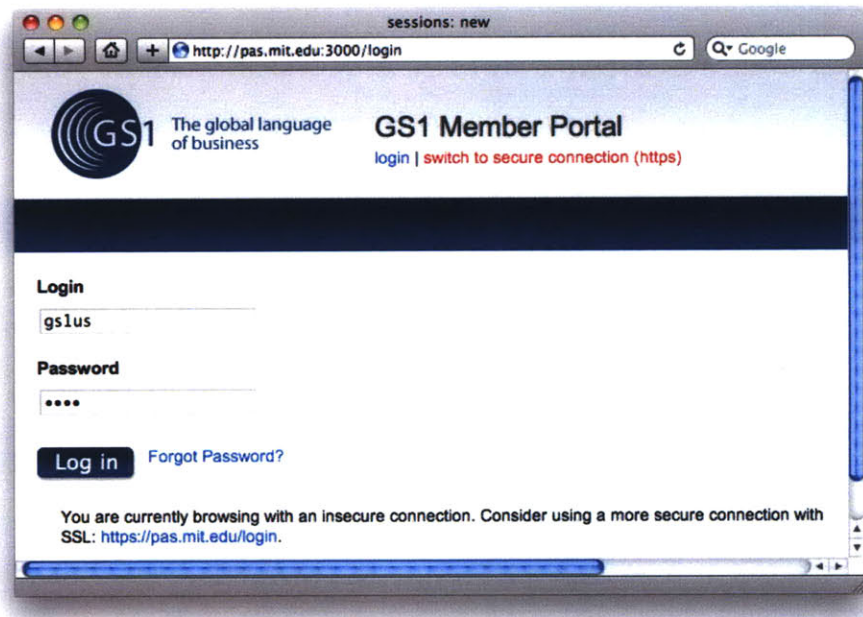 sessions: new
http://pas.mit.edu:3000/login
Google
GS1
The global language
of business
GS1 Member Portal
login | switch to secure connection (https)
Login
gs1us
Password
••••
Log in
Forgot Password?
You are currently browsing with an insecure connection. Consider using a more secure connection with
SSL: https://pas.mit.edu/login.